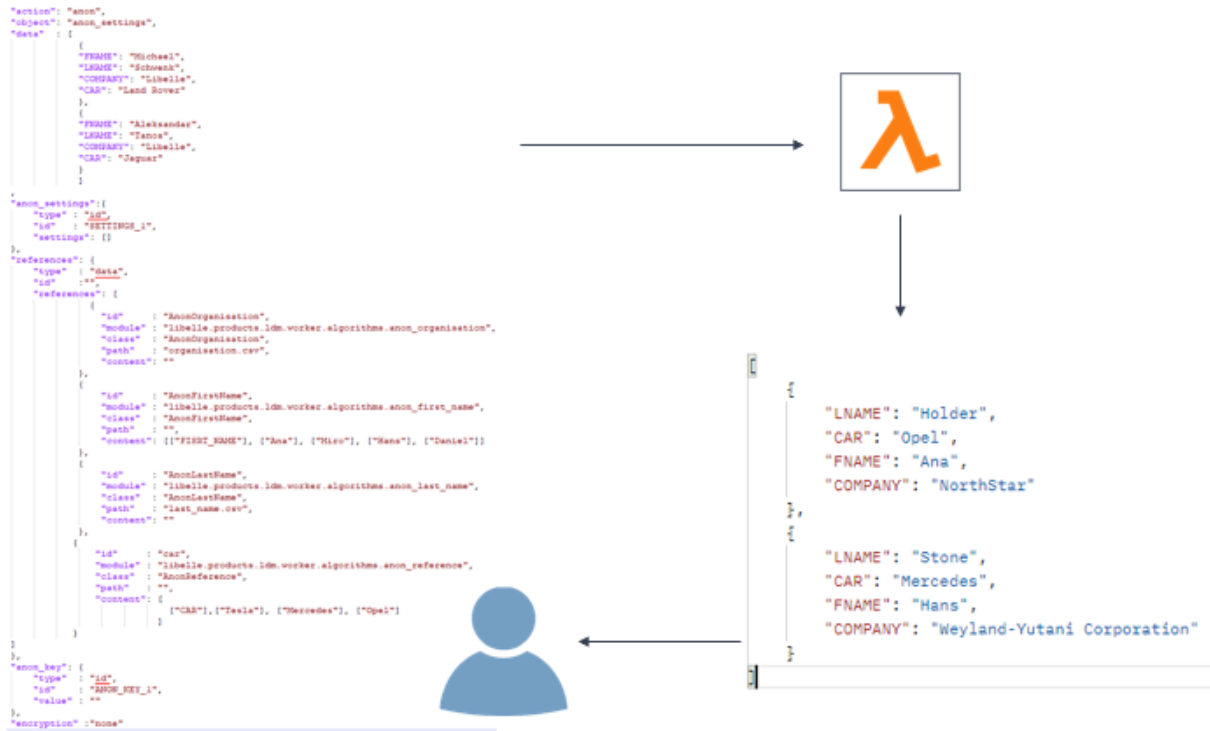 "action": "anon",
"object": "anon_settings",
"data" : [
{
"FNAME": "Michael",
"LNAME": "Schwenk",
"COMPANY": "Libelle",
"CAR": "Land Rover"
},
{
"FNAME": "Aleksandar",
"LNAME": "Tanos",
"COMPANY": "Libelle",
"CAR": "Jaguar"
}
]
,
"anon_settings":{
"type" : "id",
"id" : "SETTINGS_1",
"settings": []
},
"references": {
"type" : "data",
"id" :"",
"references": [
{
"id" : "AnonOrganisation",
"module" : "libelle.products.ldm.worker.algorithms.anon_organisation",
"class" : "AnonOrganisation",
"path" : "organisation.csv",
"content": ""
},
{
"id" : "AnonFirstName",
"module" : "libelle.products.ldm.worker.algorithms.anon_first_name",
"class" : "AnonFirstName",
"path" : "",
"content": [["FIRST_NAME"], ["Ana"], ["Miro"], ["Hans"], ["Daniel"]]
},
{
"id" : "AnonLastName",
"module" : "libelle.products.ldm.worker.algorithms.anon_last_name",
"class" : "AnonLastName",
"path" : "last_name.csv",
"content": ""
},
{
"id" : "car",
"module" : "libelle.products.ldm.worker.algorithms.anon_reference",
"class" : "AnonReference",
"path" : "",
"content": [
["CAR"],["Tesla"], ["Mercedes"], ["Opel"]
]
}
]
},
"anon_key": {
"type" : "id",
"id" : "ANON_KEY_1",
"value" : ""
},
"encryption" :"none"
λ
[
{
"LNAME": "Holder",
"CAR": "Opel",
"FNAME": "Ana",
"COMPANY": "NorthStar"
},
{
"LNAME": "Stone",
"CAR": "Mercedes",
"FNAME": "Hans",
"COMPANY": "Weyland-Yutani Corporation"
}
]